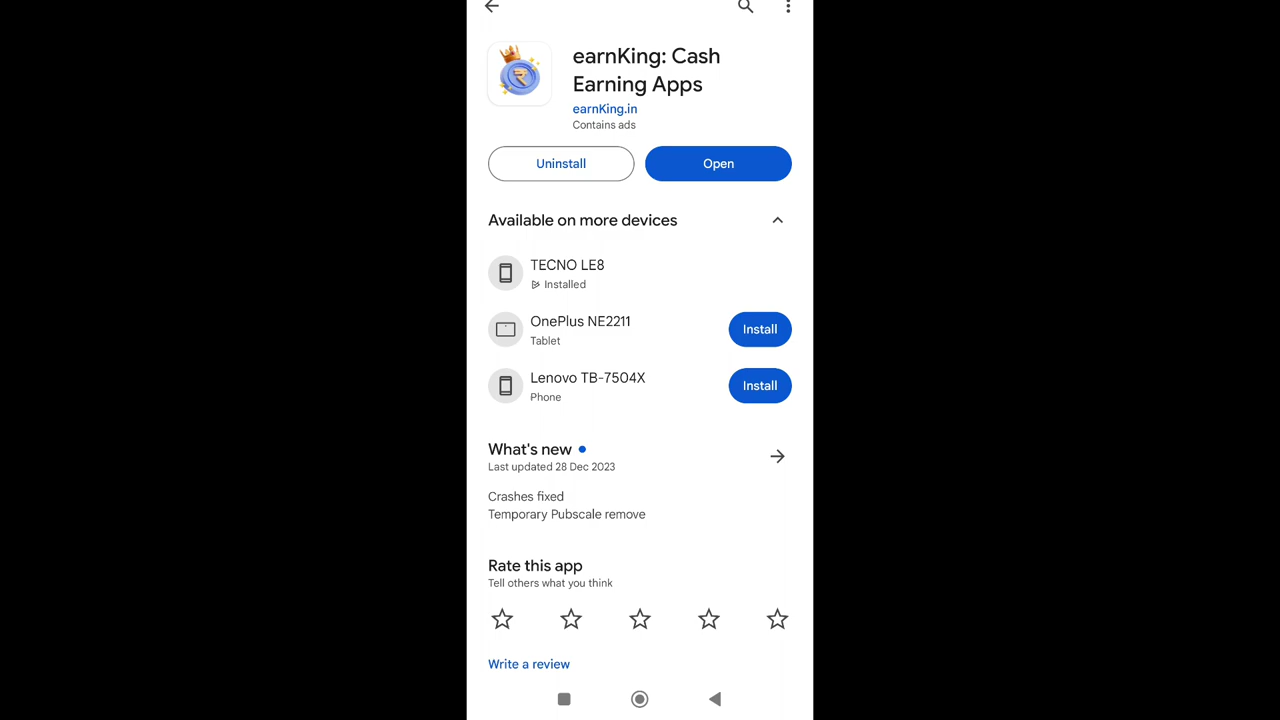 earnKing: Cash
Earning Apps
earnKing.in
Contains ads
Uninstall
Open
Available on more devices
TECNO LE8
Installed
OnePlus NE2211
Tablet
Install
Lenovo TB-7504X
Phone
Install
What's new
Last updated 28 Dec 2023
Crashes fixed
Temporary Pubscale remove
Rate this app
Tell others what you think
Write a review